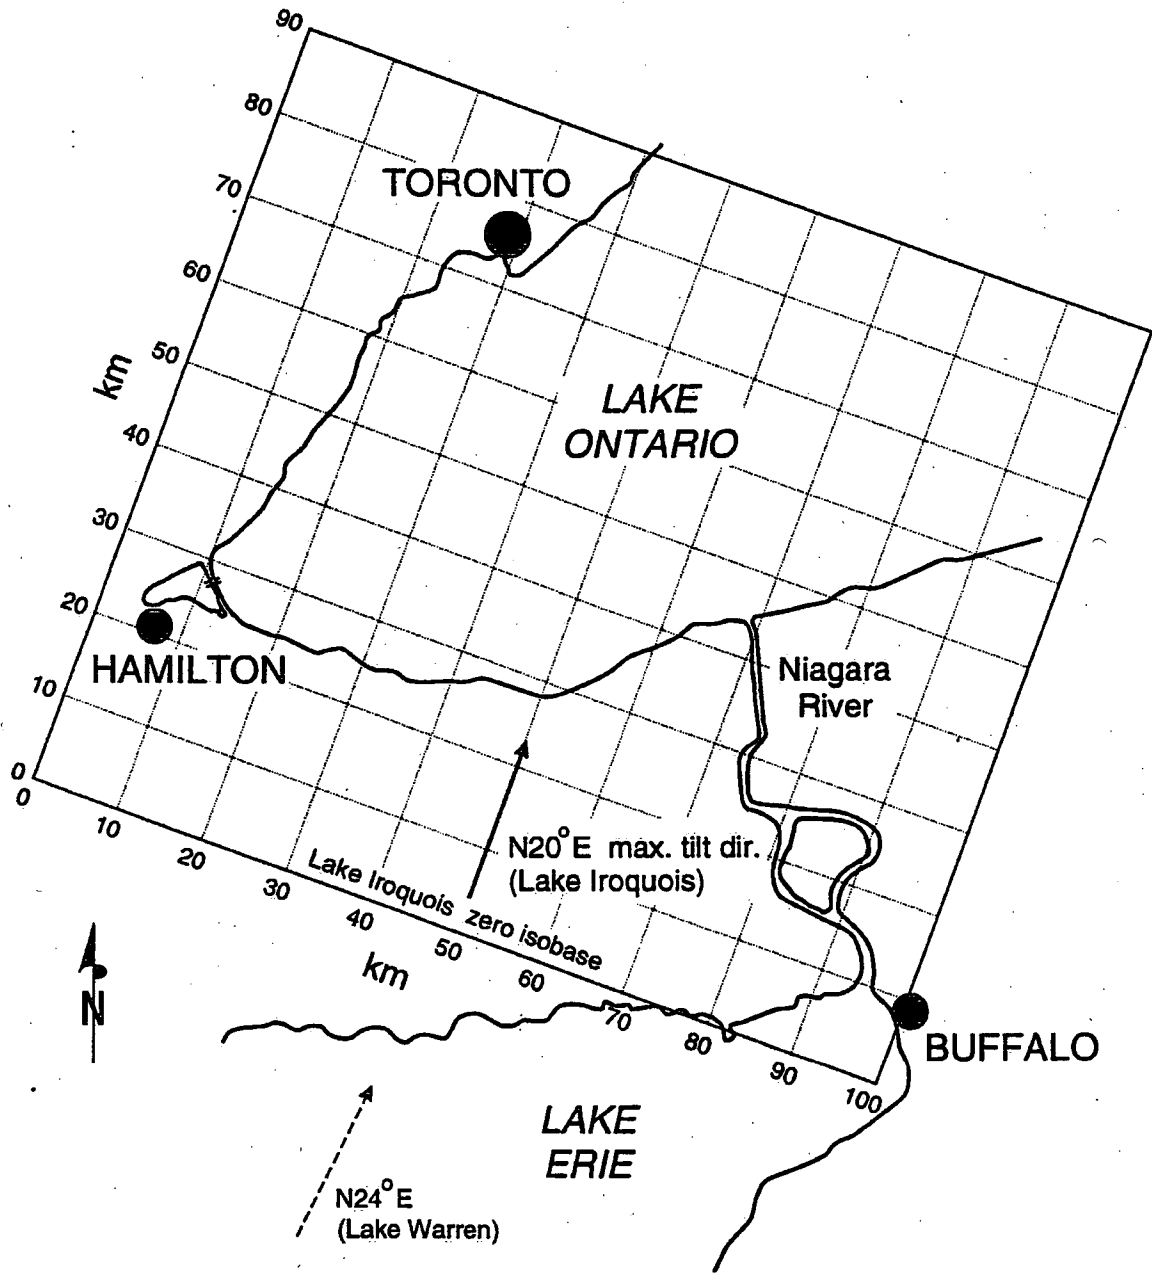 90
80
70
60
50
40
30
20
10
0
km
0
10
20
30
40
50
60
70
80
90
100
km
TORONTO
LAKE
ONTARIO
HAMILTON
Niagara
River
N20°E max. tilt dir.
(Lake Iroquois)
Lake Iroquois zero isobase
N
BUFFALO
LAKE
ERIE
N24°E
(Lake Warren)